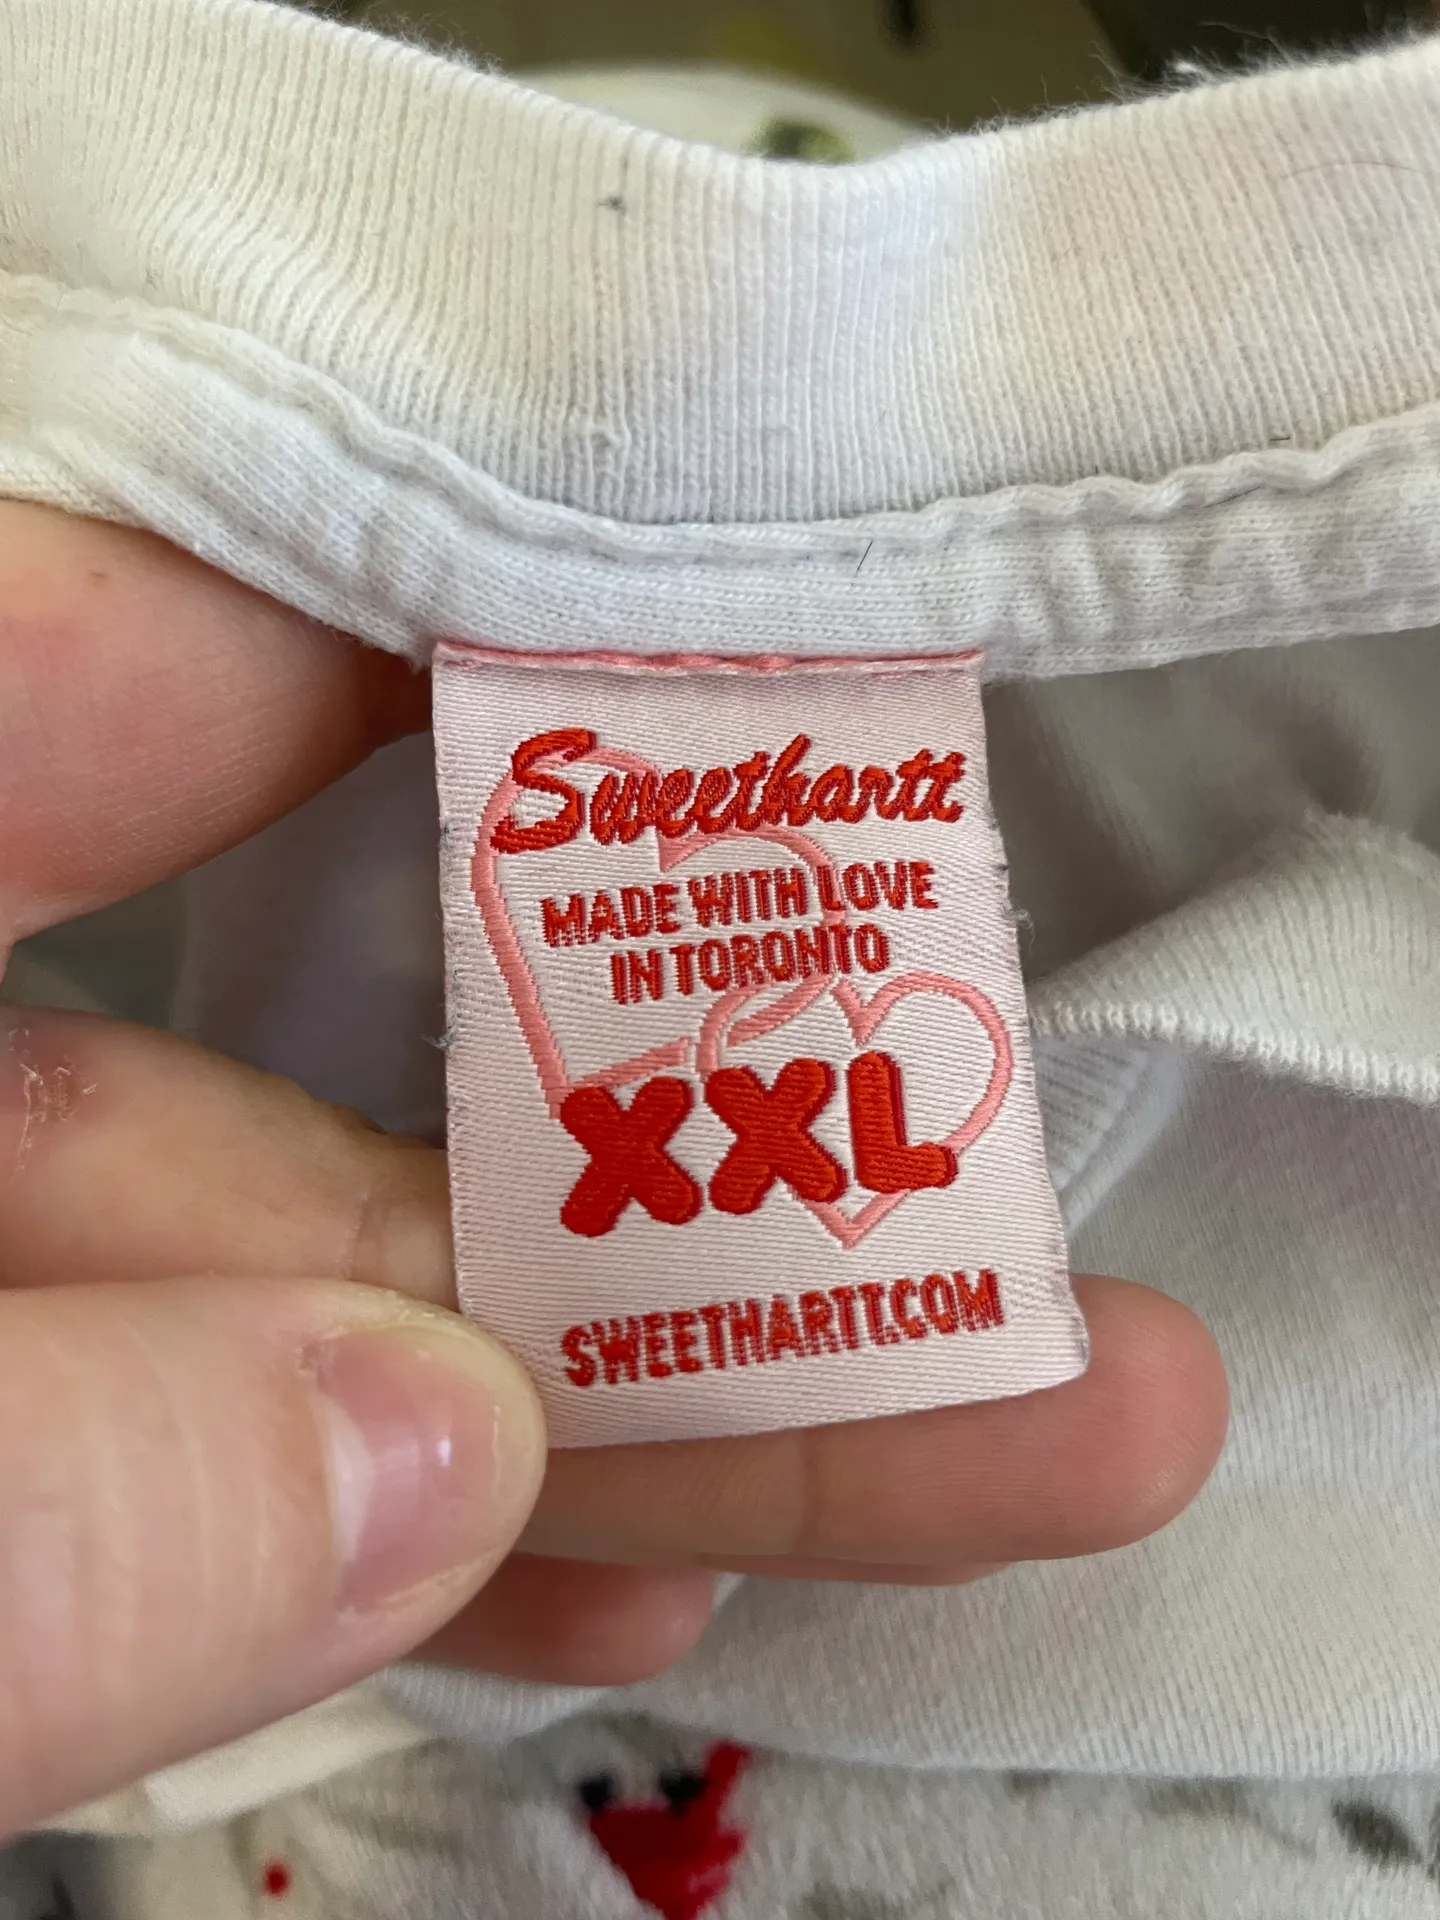 Sweethartt
MADE WITH LOVE
IN TORONTO
XXL
SWEETHARTT.COM